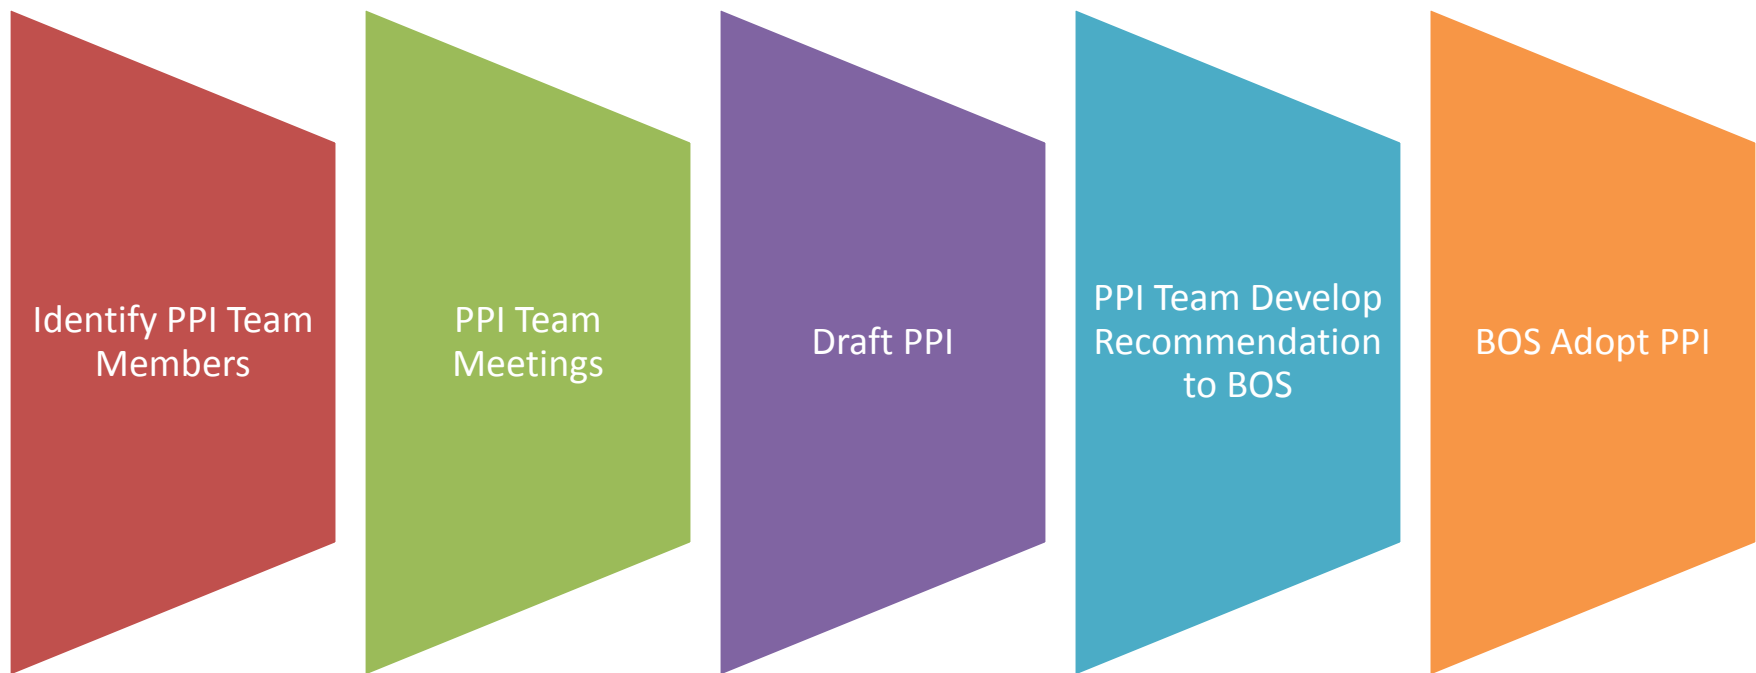 Identify PPI Team
Members
PPI Team
Meetings
Draft PPI
PPI Team Develop
Recommendation
to BOS
BOS Adopt PPI